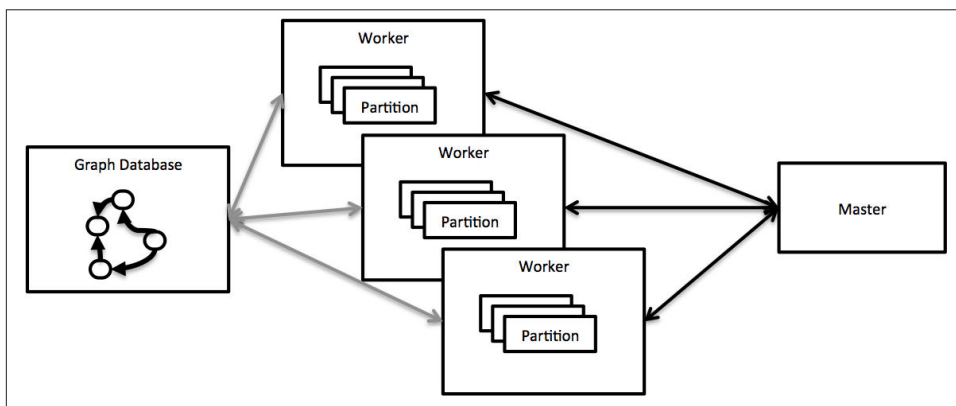 Worker
Partition
Worker
Partition
Worker
Partition
Graph Database
Master